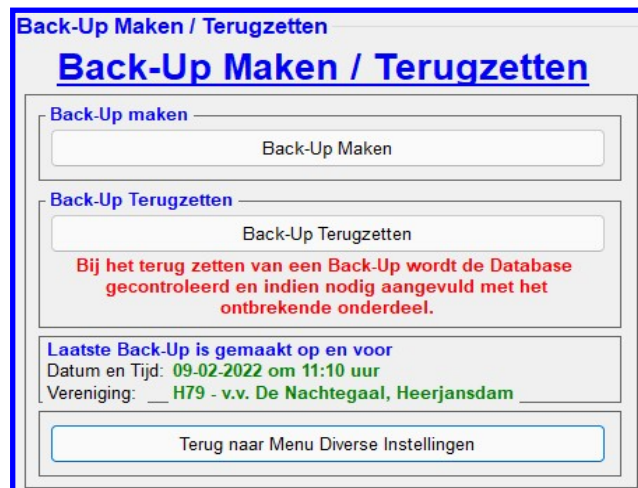 Back-Up Maken / Terugzetten
Back-Up Maken / Terugzetten
Back-Up maken
Back-Up Maken
Back-Up Terugzetten
Back-Up Terugzetten
Bij het terug zetten van een Back-Up wordt de Database
gecontroleerd en indien nodig aangevuld met het
ontbrekende onderdeel.
Laatste Back-Up is gemaakt op en voor
Datum en Tijd: 09-02-2022 om 11:10 uur
Vereniging: H79 - v.v. De Nachtegaal, Heerjansdam
Terug naar Menu Diverse Instellingen